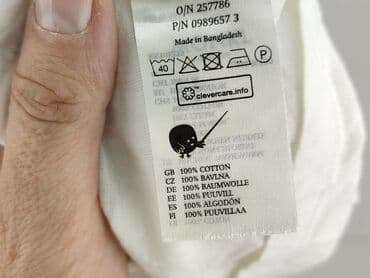 O/N 257786
P/N 0989657 3
Made in Bangladesh
40 P
clevercare.info
GB 100% COTTON
CZ 100% BAVLNA
DE 100% BAUMWOLLE
EE 100% PUUVILL
ES 100% ALGODÓN
FI 100% PUUVILLAA